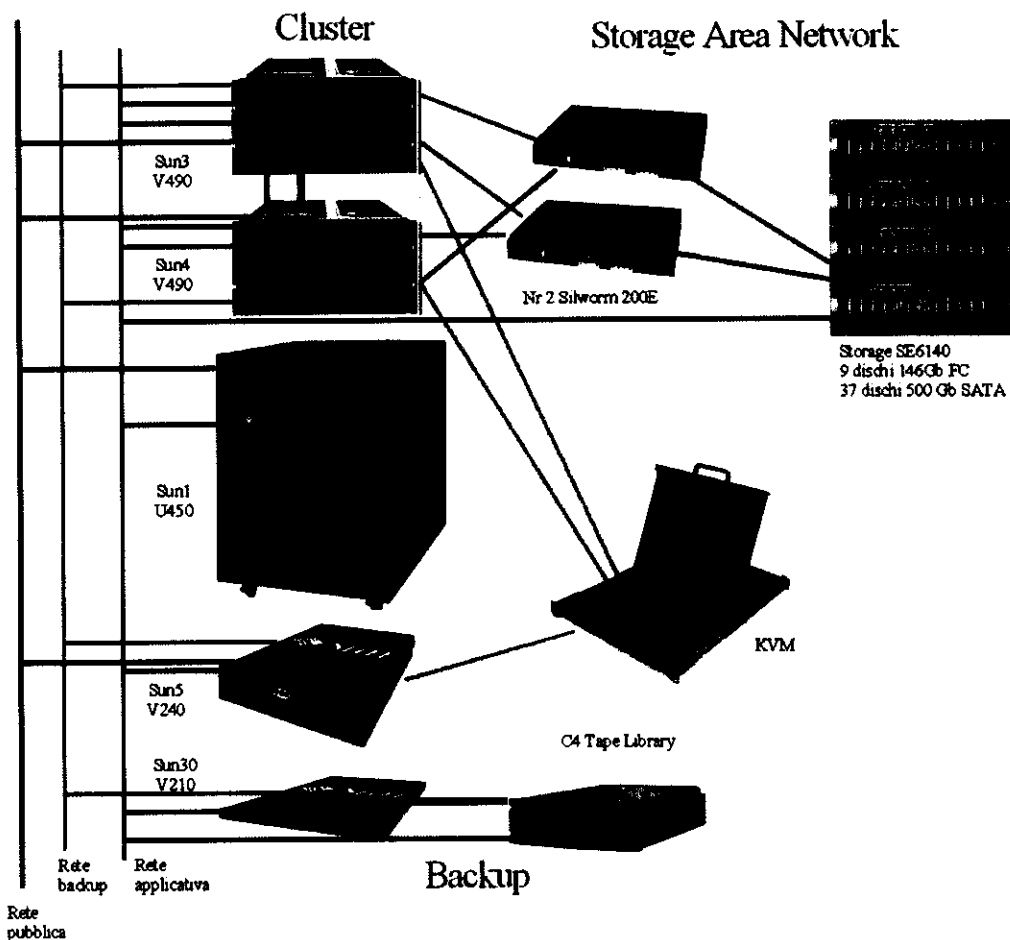 Cluster
Storage Area Network
Sun3
V490
Sun4
V490
Nr 2 Silworm 200E
Storage SE6140
9 dischi 146Gb FC
37 dischi 500 Gb SATA
Sun1
U450
KVM
Sun5
V240
C4 Tape Library
Sun30
V210
Backup
Rete
backup
Rete
applicativa
Rete
pubblica